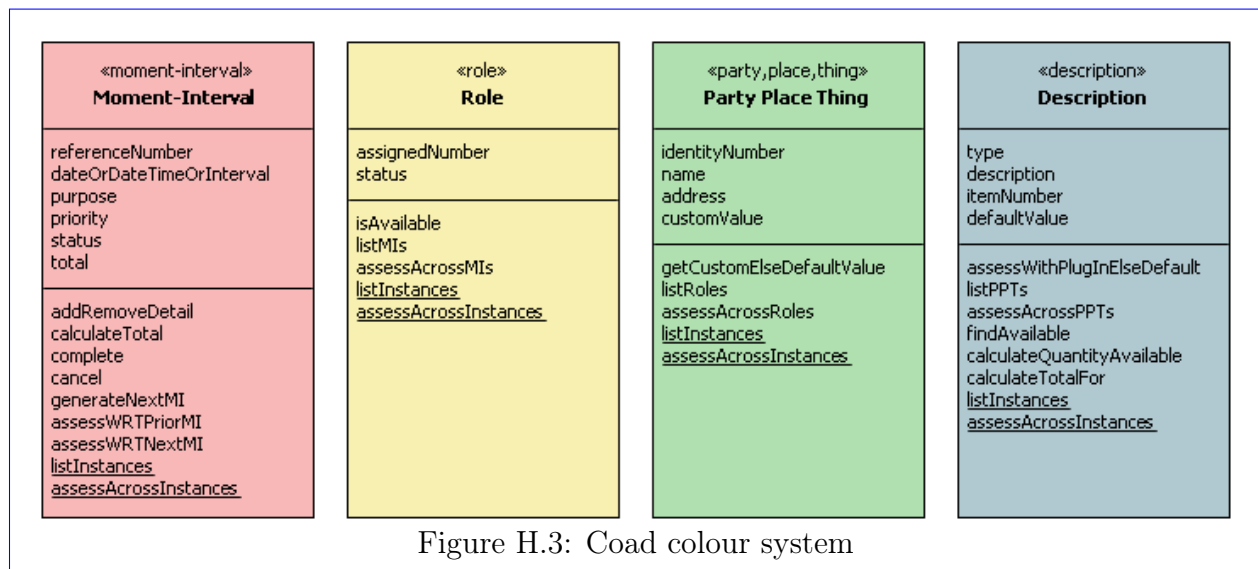 «moment-interval»
Moment-Interval
referenceNumber
dateOrDateTimeOrInterval
purpose
priority
status
total
addRemoveDetail
calculateTotal
complete
cancel
generateNextMI
assessWRTPriorMI
assessWRTNextMI
listInstances
assessAcrossInstances
«role»
Role
assignedNumber
status
isAvailable
listMIs
assessAcrossMIs
listInstances
assessAcrossInstances
«party,place,thing»
Party Place Thing
identityNumber
name
address
customValue
getCustomElseDefaultValue
listRoles
assessAcrossRoles
listInstances
assessAcrossInstances
«description»
Description
type
description
itemNumber
defaultValue
assessWithPlugInElseDefault
listPPTs
assessAcrossPPTs
findAvailable
calculateQuantityAvailable
calculateTotalFor
listInstances
assessAcrossInstances
Figure H.3: Coad colour system